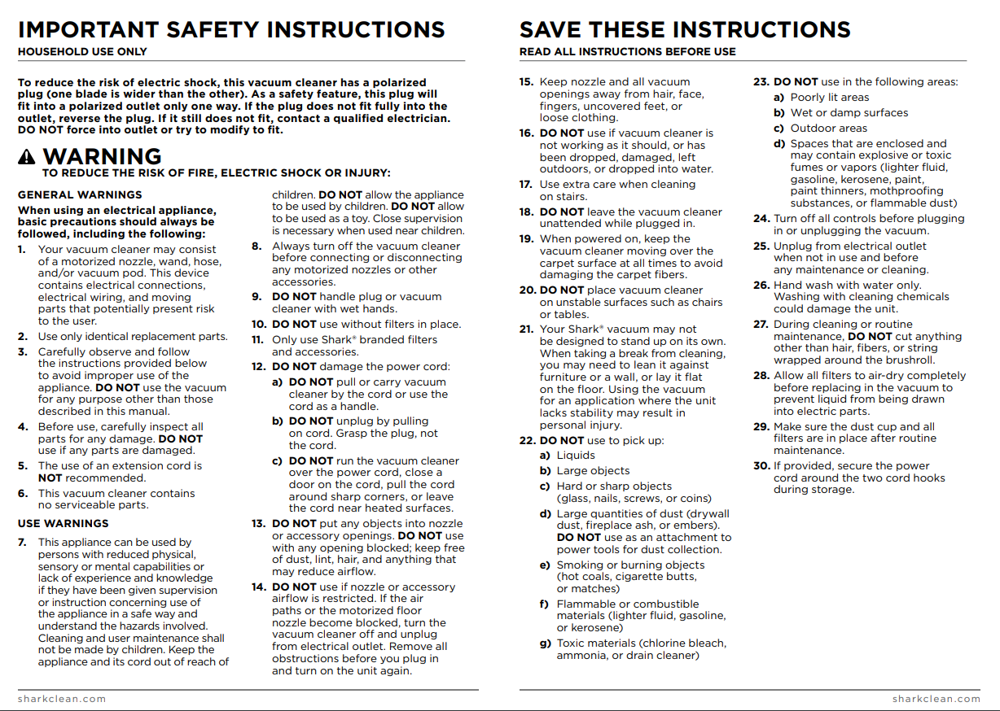 IMPORTANT SAFETY INSTRUCTIONS
HOUSEHOLD USE ONLY
To reduce the risk of electric shock, this vacuum cleaner has a polarized
plug (one blade is wider than the other). As a safety feature, this plug will
fit into a polarized outlet only one way. If the plug does not fit fully into the
outlet, reverse the plug. If it still does not fit, contact a qualified electrician.
DO NOT force into outlet or try to modify to fit.
WARNING
TO REDUCE THE RISK OF FIRE, ELECTRIC SHOCK OR INJURY:
GENERAL WARNINGS
When using an electrical appliance,
basic precautions should always be
followed, including the following:
1. Your vacuum cleaner may consist
of a motorized nozzle, wand, hose,
and/or vacuum pod. This device
contains electrical connections,
electrical wiring, and moving
parts that potentially present risk
to the user.
2. Use only identical replacement parts.
3. Carefully observe and follow
the instructions provided below
to avoid improper use of the
appliance. DO NOT use the vacuum
for any purpose other than those
described in this manual.
4. Before use, carefully inspect all
parts for any damage. DO NOT
use if any parts are damaged.
5. The use of an extension cord is
NOT recommended.
6. This vacuum cleaner contains
no serviceable parts.
USE WARNINGS
7. This appliance can be used by
persons with reduced physical,
sensory or mental capabilities or
lack of experience and knowledge
if they have been given supervision
or instruction concerning use of
the appliance in a safe way and
understand the hazards involved.
Cleaning and user maintenance shall
not be made by children. Keep the
appliance and its cord out of reach of
children. DO NOT allow the appliance
to be used by children. DO NOT allow
to be used as a toy. Close supervision
is necessary when used near children.
8. Always turn off the vacuum cleaner
before connecting or disconnecting
any motorized nozzles or other
accessories.
9. DO NOT handle plug or vacuum
cleaner with wet hands.
10. DO NOT use without filters in place.
11. Only use Shark® branded filters
and accessories.
12. DO NOT damage the power cord:
a) DO NOT pull or carry vacuum
cleaner by the cord or use the
cord as a handle.
b) DO NOT unplug by pulling
on cord. Grasp the plug, not
the cord.
c) DO NOT run the vacuum cleaner
over the power cord, close a
door on the cord, pull the cord
around sharp corners, or leave
the cord near heated surfaces.
13. DO NOT put any objects into nozzle
or accessory openings. DO NOT use
with any opening blocked; keep free
of dust, lint, hair, and anything that
may reduce airflow.
14. DO NOT use if nozzle or accessory
airflow is restricted. If the air
paths or the motorized floor
nozzle become blocked, turn the
vacuum cleaner off and unplug
from electrical outlet. Remove all
obstructions before you plug in
and turn on the unit again.
sharkclean.com
SAVE THESE INSTRUCTIONS
READ ALL INSTRUCTIONS BEFORE USE
15. Keep nozzle and all vacuum
openings away from hair, face,
fingers, uncovered feet, or
loose clothing.
16. DO NOT use if vacuum cleaner is
not working as it should, or has
been dropped, damaged, left
outdoors, or dropped into water.
17. Use extra care when cleaning
on stairs.
18. DO NOT leave the vacuum cleaner
unattended while plugged in.
19. When powered on, keep the
vacuum cleaner moving over the
carpet surface at all times to avoid
damaging the carpet fibers.
20. DO NOT place vacuum cleaner
on unstable surfaces such as chairs
or tables.
21. Your Shark® vacuum may not
be designed to stand up on its own.
When taking a break from cleaning,
you may need to lean it against
furniture or a wall, or lay it flat
on the floor. Using the vacuum
for an application where the unit
lacks stability may result in
personal injury.
22. DO NOT use to pick up:
a) Liquids
b) Large objects
c) Hard or sharp objects
(glass, nails, screws, or coins)
d) Large quantities of dust (drywall
dust, fireplace ash, or embers).
DO NOT use as an attachment to
power tools for dust collection.
e) Smoking or burning objects
(hot coals, cigarette butts,
or matches)
f) Flammable or combustible
materials (lighter fluid, gasoline,
or kerosene)
g) Toxic materials (chlorine bleach,
ammonia, or drain cleaner)
23. DO NOT use in the following areas:
a) Poorly lit areas
b) Wet or damp surfaces
c) Outdoor areas
d) Spaces that are enclosed and
may contain explosive or toxic
fumes or vapors (lighter fluid,
gasoline, kerosene, paint,
paint thinners, mothproofing
substances, or flammable dust)
24. Turn off all controls before plugging
in or unplugging the vacuum.
25. Unplug from electrical outlet
when not in use and before
any maintenance or cleaning.
26. Hand wash with water only.
Washing with cleaning chemicals
could damage the unit.
27. During cleaning or routine
maintenance, DO NOT cut anything
other than hair, fibers, or string
wrapped around the brushroll.
28. Allow all filters to air-dry completely
before replacing in the vacuum to
prevent liquid from being drawn
into electric parts.
29. Make sure the dust cup and all
filters are in place after routine
maintenance.
30. If provided, secure the power
cord around the two cord hooks
during storage.
sharkclean.com